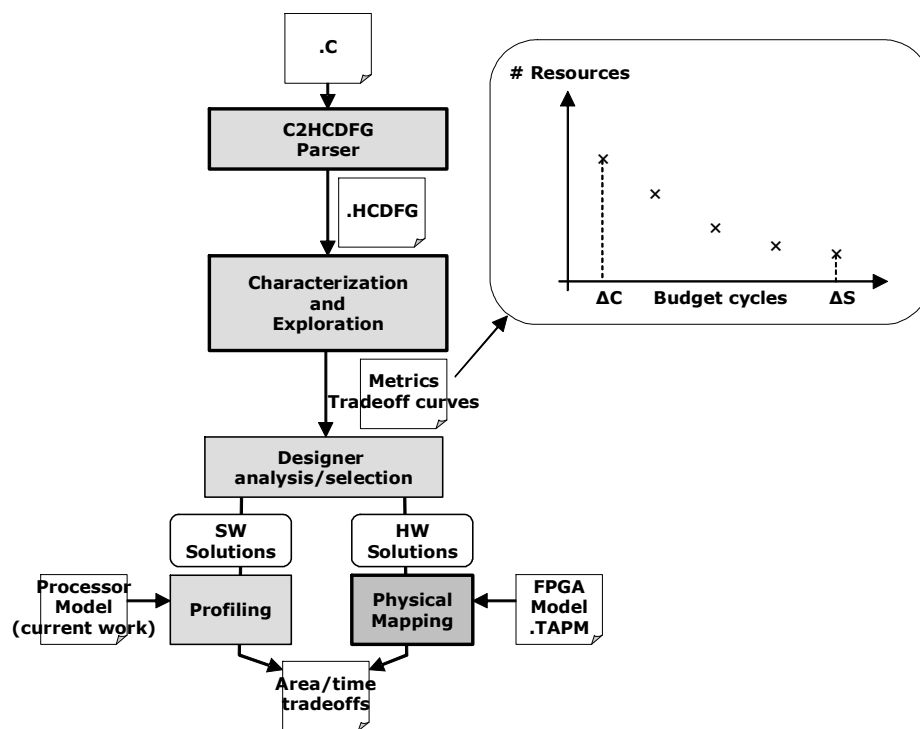 .C
# Resources
C2HCDFG
Parser
.HCDFG
Characterization
and
Exploration
ΔC Budget cycles ΔS
Metrics
Tradeoff curves
Designer
analysis/selection
SW
Solutions
HW
Solutions
Processor
Model
(current work)
Profiling
Physical
Mapping
FPGA
Model
.TAPM
Area/time
tradeoffs